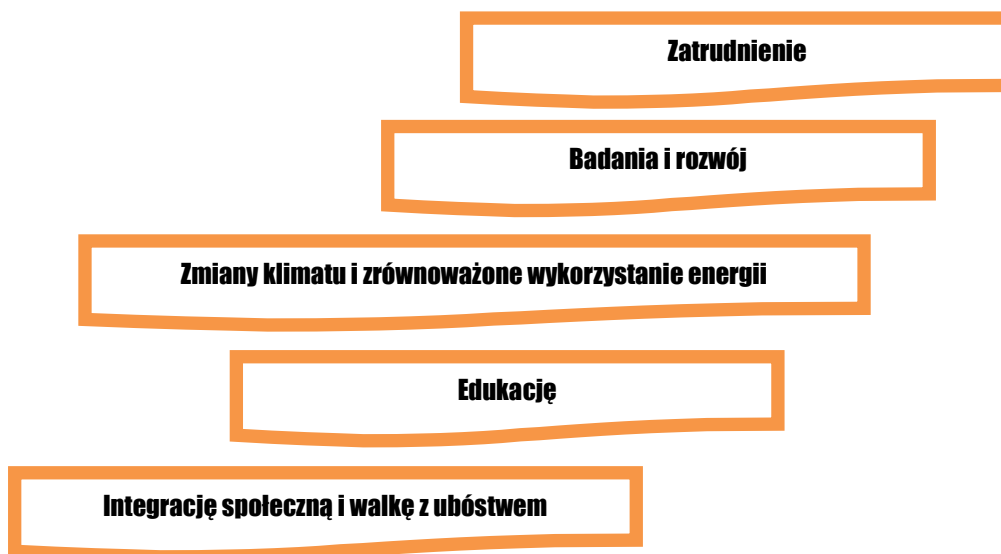 Zatrudnienie
Badania i rozwój
Zmiany klimatu i zrównoważone wykorzystanie energii
Edukację
Integrację społeczną i walkę z ubóstwem